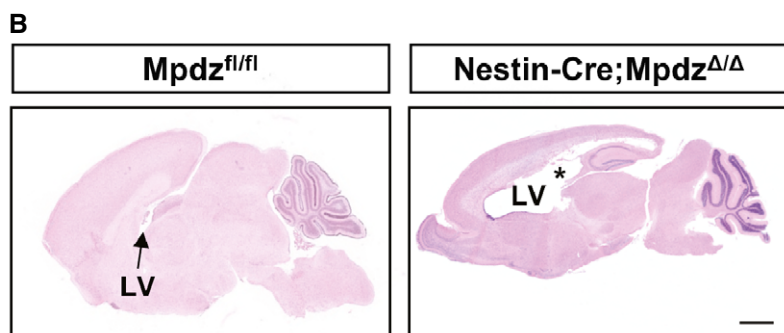 B
Mpdzfl/fl
Nestin-Cre;MpdzΔ/Δ
LV
LV *